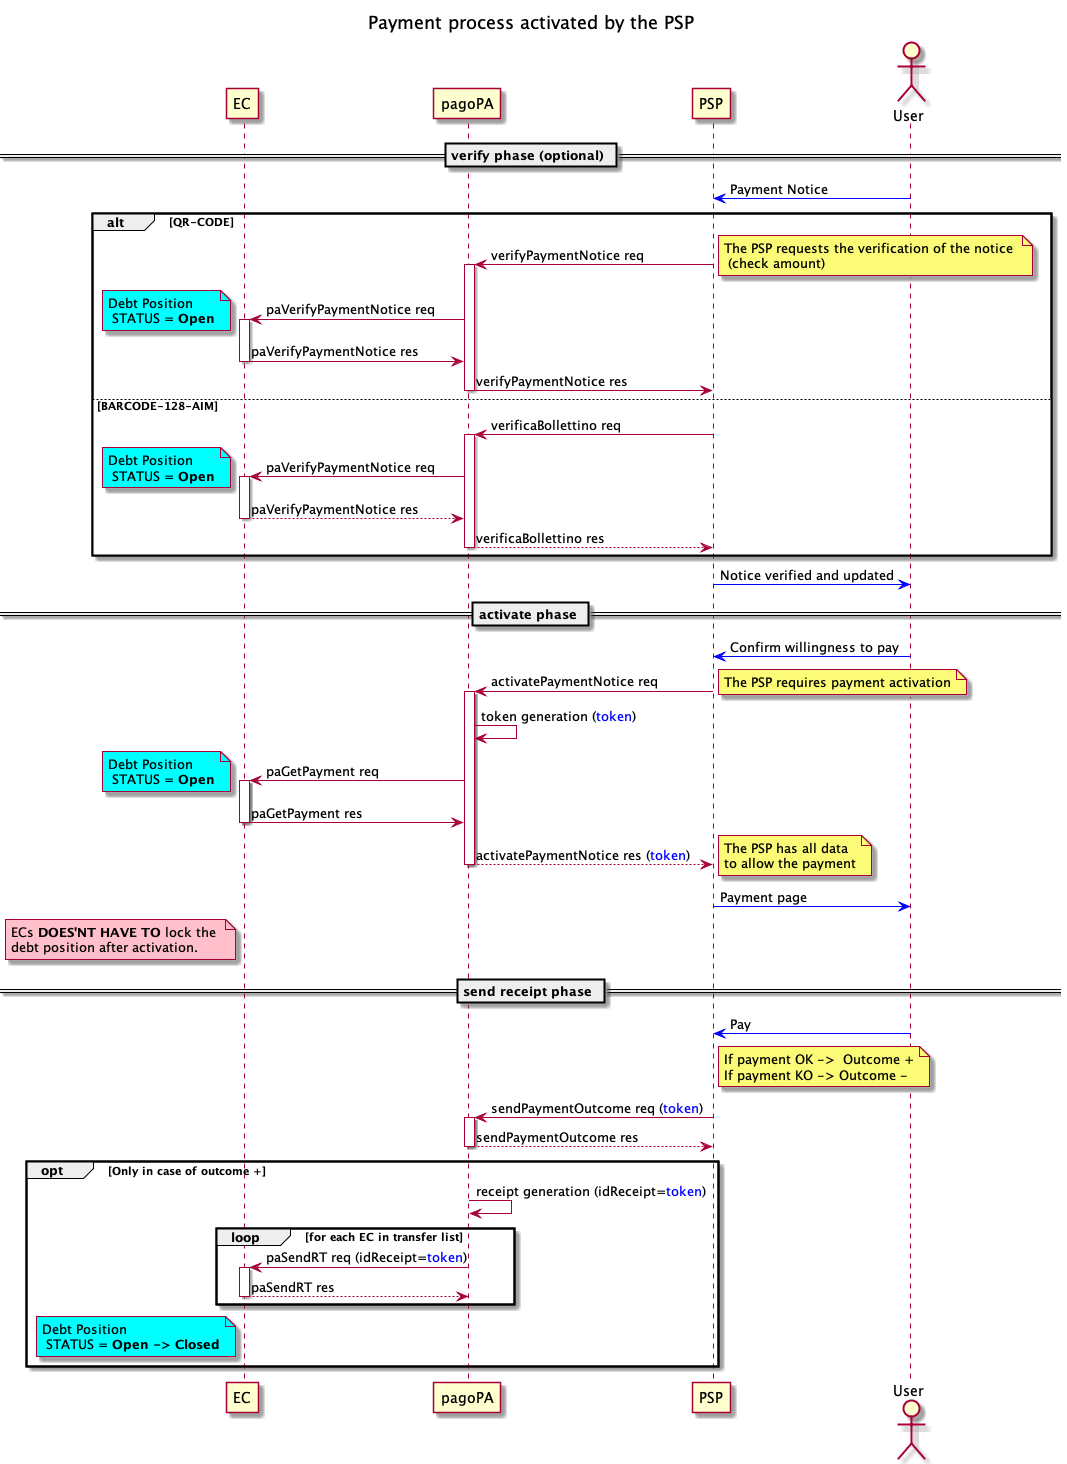 Payment process activated by the PSP
User
EC
pagoPA
PSP
verify phase (optional)
Payment Notice
alt
[QR-CODE]
The PSP requests the verification of the notice
(check amount)
verifyPaymentNotice req
Debt Position
STATUS = Open
paVerifyPaymentNotice req
paVerifyPaymentNotice res
verifyPaymentNotice res
[BARCODE-128-AIM]
verificaBollettino req
Debt Position
STATUS = Open
paVerifyPaymentNotice req
paVerifyPaymentNotice res
verificaBollettino res
Notice verified and updated
activate phase
Confirm willingness to pay
activatePaymentNotice req
The PSP requires payment activation
token generation (token)
Debt Position
STATUS = Open
paGetPayment req
paGetPayment res
The PSP has all data
to allow the payment
activatePaymentNotice res (token)
Payment page
ECs DOES'NT HAVE TO lock the
debt position after activation.
send receipt phase
Pay
If payment OK -> Outcome +
If payment KO -> Outcome -
sendPaymentOutcome req (token)
sendPaymentOutcome res
opt
[Only in case of outcome +]
receipt generation (idReceipt=token)
loop
[for each EC in transfer list]
paSendRT req (idReceipt=token)
paSendRT res
Debt Position
STATUS = Open -> Closed
EC
pagoPA
PSP
User